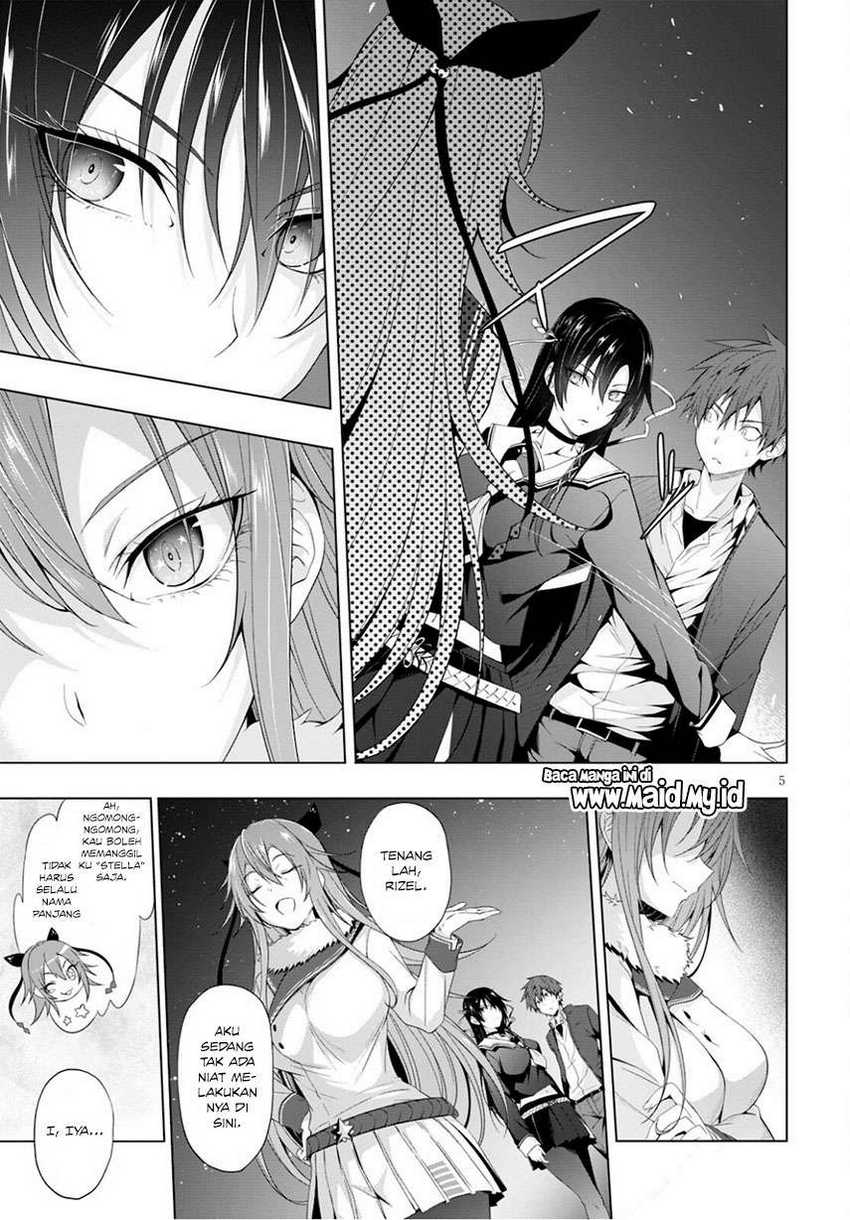 5
Baca Manga ini di
www.Maid.My.id
TENANG
LAH,
RIZEL.
AKU
SEDANG
TAK ADA
NIAT ME-
LAKUKAN
NYA DI
SINI.
AH,
NGOMONG-
NGOMONG,
KAU BOLEH
MEMANGGIL
KU "STELLA"
SAJA.
TIDAK
HARUS
SELALU
NAMA
PANJANG
I, IYA...